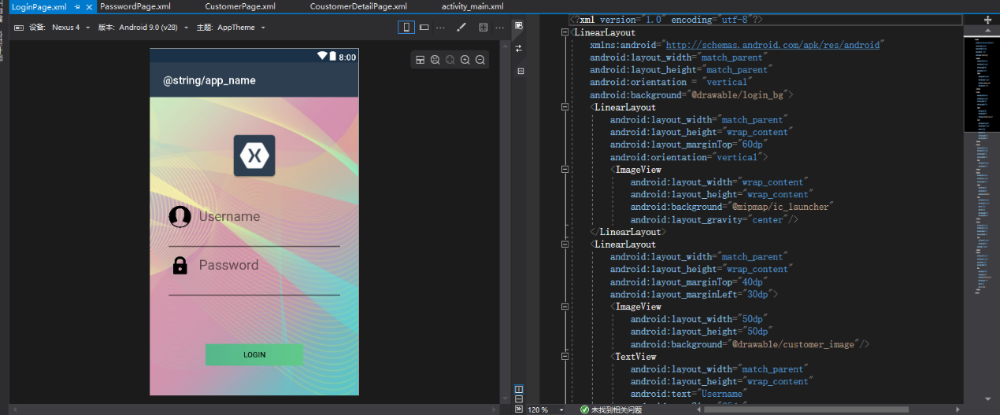 LoginPage.xml
PasswordPage.xml
CustomerPage.xml
CoustomerDetailPage.xml
activity_main.xml
设备: Nexus 4
版本: Android 9.0 (v28)
主题: AppTheme
8:00
@string/app_name
Username
Password
LOGIN
<?xml version="1.0" encoding="utf-8"?>
<LinearLayout
xmlns:android="http://schemas.android.com/apk/res/android"
android:layout_width="match_parent"
android:layout_height="match_parent"
android:orientation = "vertical"
android:background="@drawable/login_bg">
<LinearLayout
android:layout_width="match_parent"
android:layout_height="wrap_content"
android:layout_marginTop="60dp"
android:orientation="vertical">
<ImageView
android:layout_width="wrap_content"
android:layout_height="wrap_content"
android:background="@mipmap/ic_launcher"
android:layout_gravity="center"/>
</LinearLayout>
<LinearLayout
android:layout_width="match_parent"
android:layout_height="wrap_content"
android:layout_marginTop="40dp"
android:layout_marginLeft="30dp">
<ImageView
android:layout_width="50dp"
android:layout_height="50dp"
android:background="@drawable/customer_image"/>
<TextView
android:layout_width="match_parent"
android:layout_height="wrap_content"
android:text="Username"
120 %
未找到相关问题